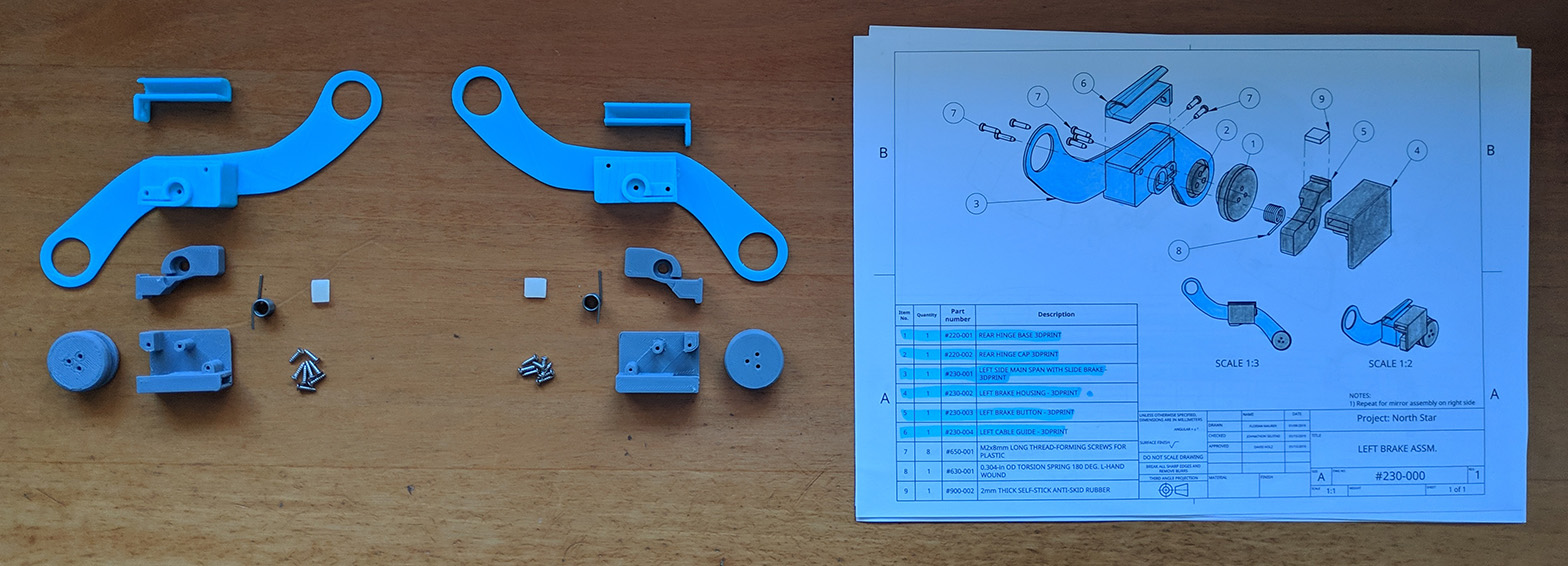 6
7
7
7
9
2
1
5
4
3
8
B
B
A
A
SCALE 1:3
SCALE 1:2
Item No.
Quantity
Part number
Description
1 1 #220-001 REAR HINGE BASE 3DPRINT
2 1 #220-002 REAR HINGE CAP 3DPRINT
3 1 #230-001 LEFT SIDE MAIN SPAN WITH SLIDE BRAKE -
3DPRINT
4 1 #230-002 LEFT BRAKE HOUSING - 3DPRINT
5 1 #230-003 LEFT BRAKE BUTTON - 3DPRINT
6 1 #230-004 LEFT CABLE GUIDE - 3DPRINT
7 8 #650-001 M2x8mm LONG THREAD-FORMING SCREWS FOR
PLASTIC
8 1 #630-001 0.304-in OD TORSION SPRING 180 DEG. L-HAND
WOUND
9 1 #900-002 2mm THICK SELF-STICK ANTI-SKID RUBBER
NOTES:
1) Repeat for mirror assembly on right side
UNLESS OTHERWISE SPECIFIED,
DIMENSIONS ARE IN MILLIMETERS
SURFACE FINISH
DO NOT SCALE DRAWING
BREAK ALL SHARP EDGES AND
REMOVE BURRS
THIRD ANGLE PROJECTION
NAME DATE
DRAWN
CHECKED
APPROVED
MATERIAL
FINISH
Project: North Star
TITLE
LEFT BRAKE ASSM.
SIZE
A
#230-000
REV
1
SCALE
1:1
WEIGHT
SHEET
1 of 1